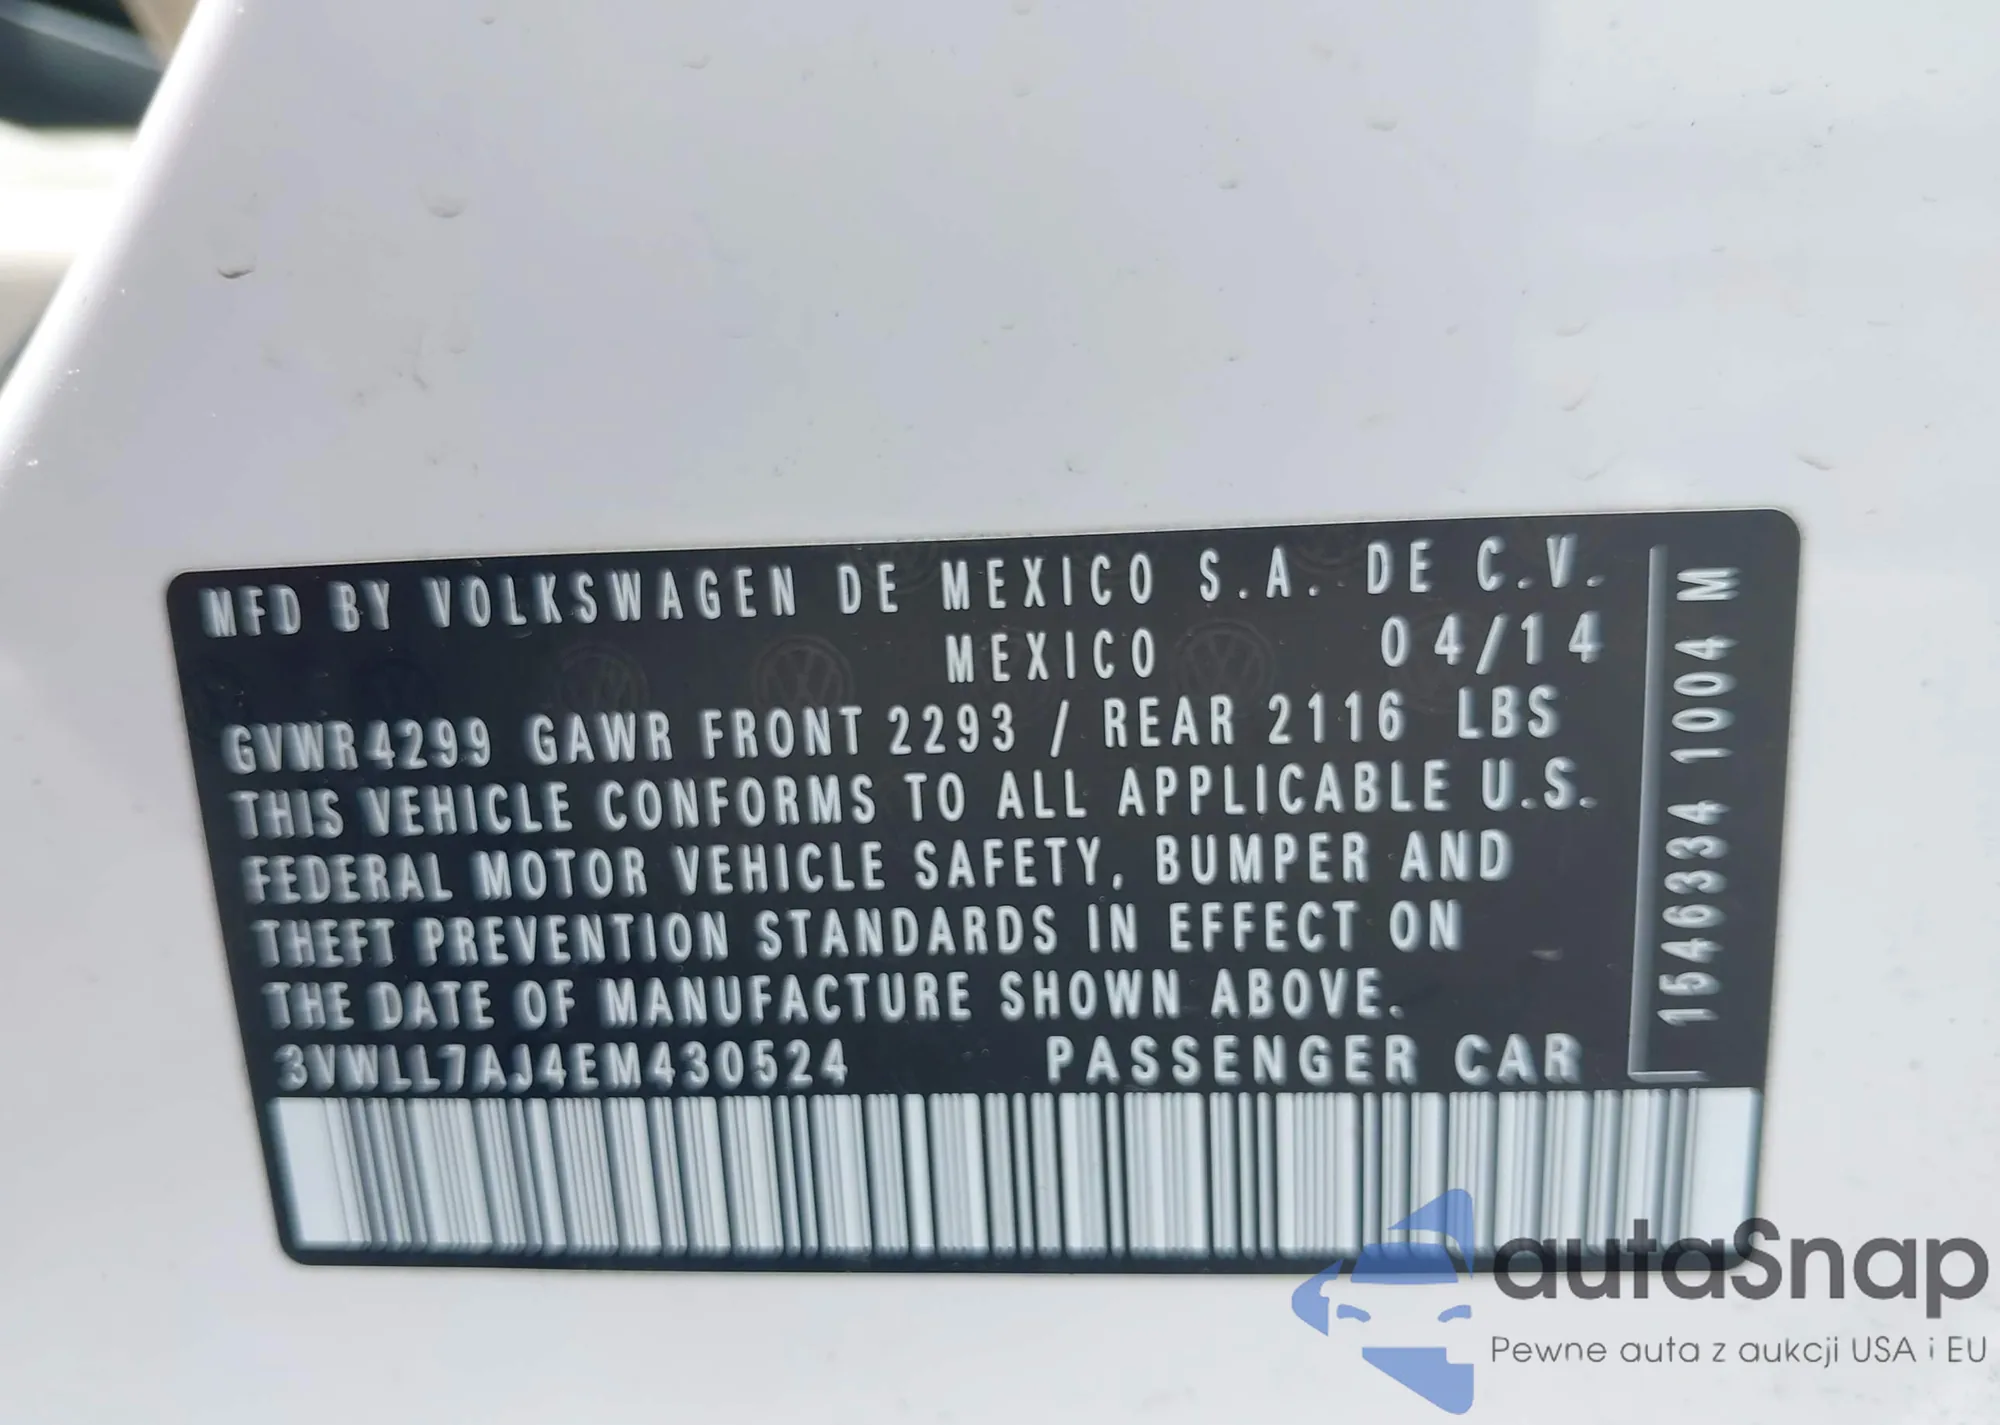 MFD BY VOLKSWAGEN DE MEXICO S.A. DE C.V.
MEXICO 04/14
GVWR 4299 GAWR FRONT 2293 / REAR 2116 LBS
THIS VEHICLE CONFORMS TO ALL APPLICABLE U.S.
FEDERAL MOTOR VEHICLE SAFETY, BUMPER AND
THEFT PREVENTION STANDARDS IN EFFECT ON
THE DATE OF MANUFACTURE SHOWN ABOVE.
3VWLL7AJ4EM430524 PASSENGER CAR
1546334 1004 M
autaSnap
Pewne auta z aukcji USA i EU